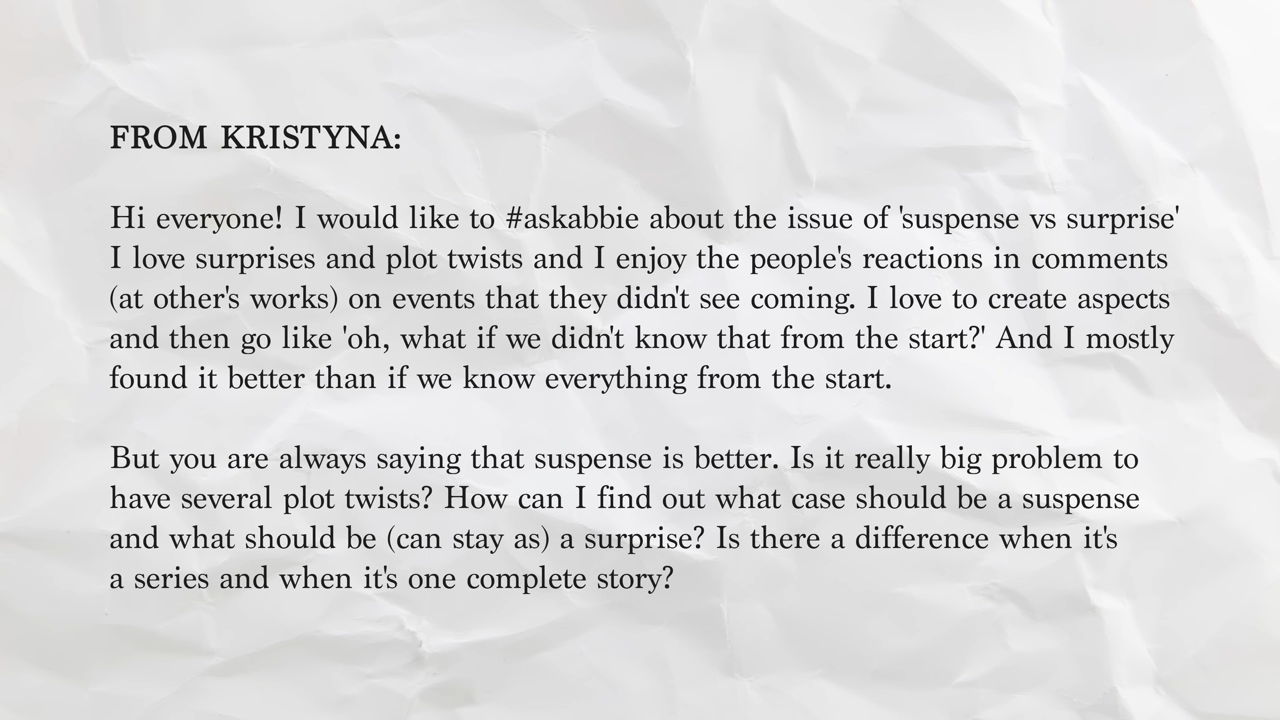 FROM KRISTYNA:
Hi everyone! I would like to #askabbie about the issue of 'suspense vs surprise'
I love surprises and plot twists and I enjoy the people's reactions in comments
(at other's works) on events that they didn't see coming. I love to create aspects
and then go like 'oh, what if we didn't know that from the start?' And I mostly
found it better than if we know everything from the start.
But you are always saying that suspense is better. Is it really big problem to
have several plot twists? How can I find out what case should be a suspense
and what should be (can stay as) a surprise? Is there a difference when it's
a series and when it's one complete story?